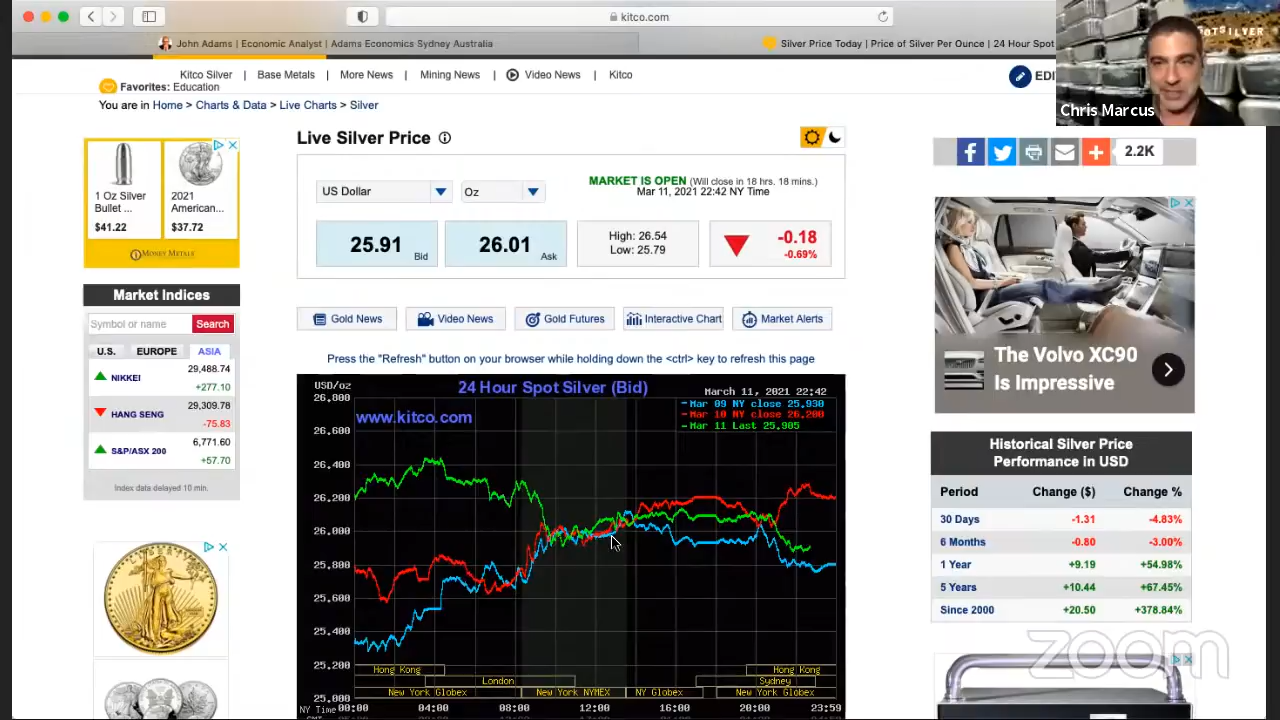 kitco.com
John Adams | Economic Analyst | Adams Economics Sydney Australia
Silver Price Today | Price of Silver Per Ounce | 24 Hour Spot
OTSILVER
Chris Marcus
Kitco Silver | Base Metals | More News | Mining News | Video News | Kitco
Favorites: Education
EDI
You are in Home > Charts & Data > Live Charts > Silver
1 Oz Silver
Bullet ...
$41.22
2021
American...
$37.72
MONEY METALS
Market Indices
Symbol or name Search
U.S. EUROPE ASIA
NIKKEI 29,488.74
+277.10
HANG SENG 29,309.78
-75.83
S&P/ASX 200 6,771.60
+57.70
Index data delayed 10 min.
Live Silver Price
US Dollar Oz
MARKET IS OPEN (Will close in 18 hrs. 18 mins.)
Mar 11, 2021 22:42 NY Time
25.91 Bid
26.01 Ask
High: 26.54
Low: 25.79
-0.18
-0.69%
Gold News Video News Gold Futures Interactive Chart Market Alerts
Press the "Refresh" button on your browser while holding down the <ctrl> key to refresh this page
USD/oz 24 Hour Spot Silver (Bid) March 11, 2021 22:42
www.kitco.com
Mar 09 NY close 25.930
Mar 10 NY close 26.200
Mar 11 Last 25.905
26.800
26.600
26.400
26.200
26.000
25.800
25.600
25.400
25.200
25.000
Hong Kong Hong Kong
London Sydney
New York Globex New York NYMEX NY Globex New York Globex
NY Time 00:00 04:00 08:00 12:00 16:00 20:00 23:59
2.2K
The Volvo XC90
Is Impressive
Historical Silver Price
Performance in USD
Period Change ($) Change %
30 Days -1.31 -4.83%
6 Months -0.80 -3.00%
1 Year +9.19 +54.98%
5 Years +10.44 +67.45%
Since 2000 +20.50 +378.84%
zoom